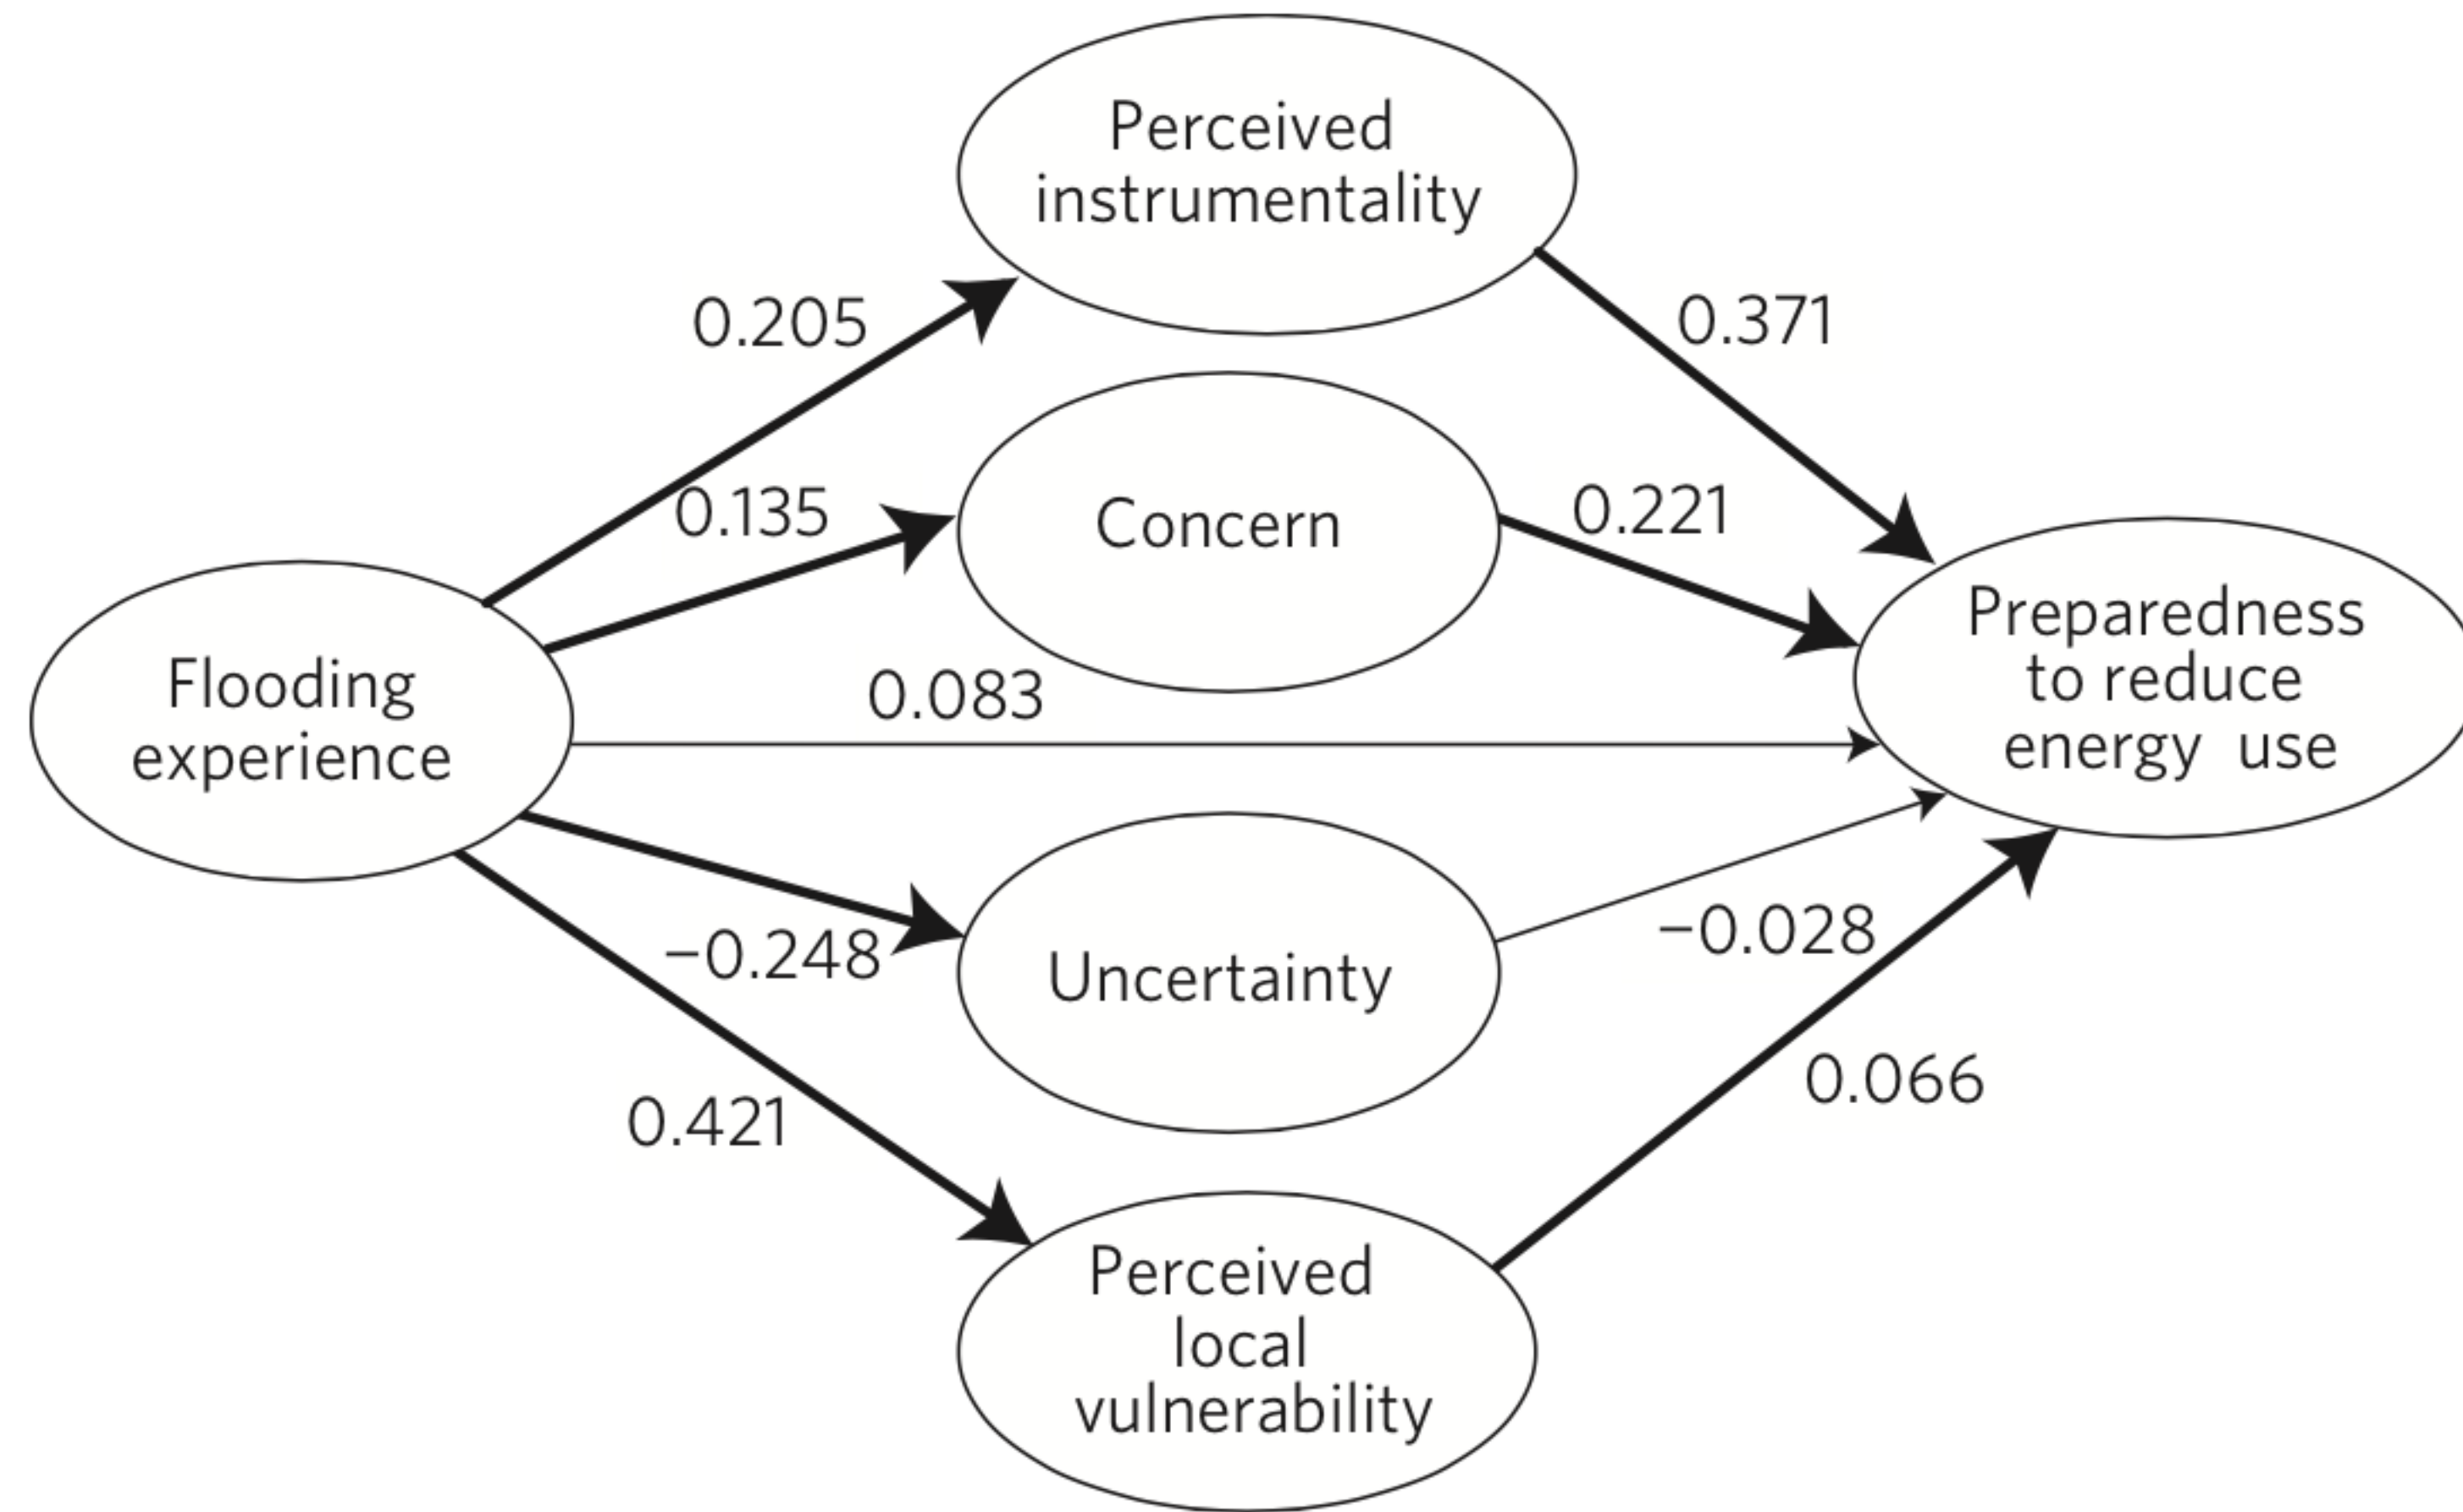 Perceived
instrumentality
0.205
0.371
0.135
Concern
0.221
Flooding
experience
0.083
Preparedness
to reduce
energy use
−0.248
Uncertainty
−0.028
0.421
0.066
Perceived
local
vulnerability